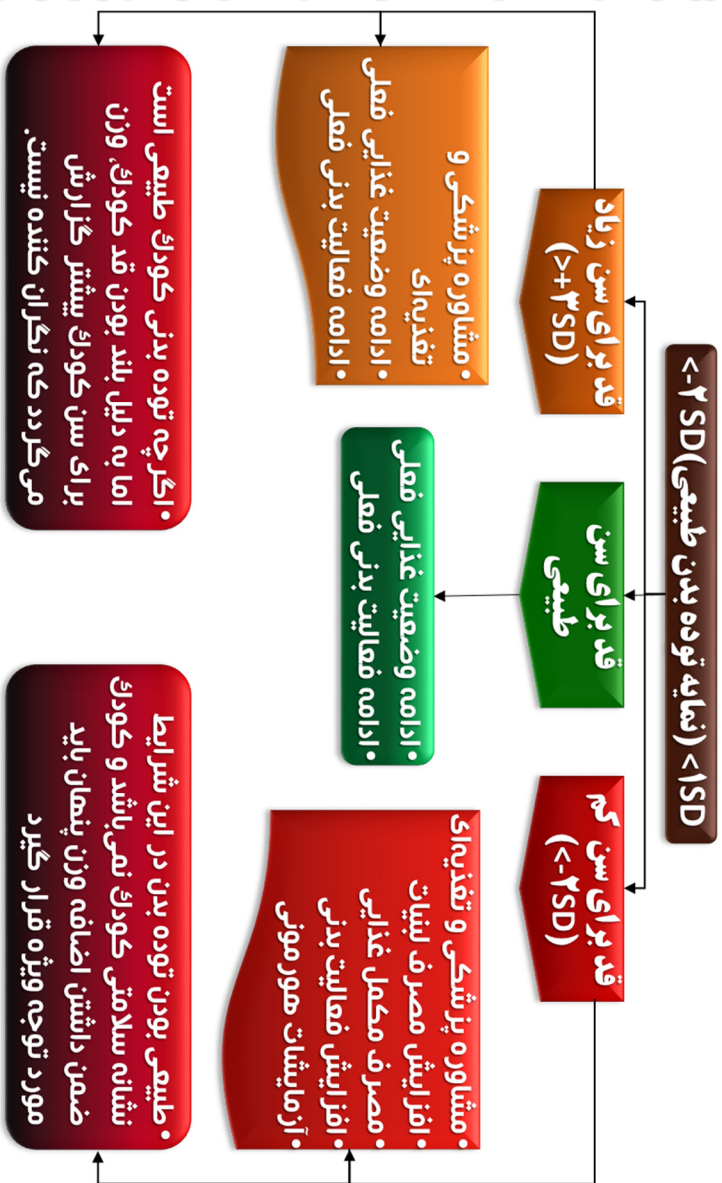 <-۲ SD(نمایه توده بدن طبیعی) <۱SD
قد برای سن زیاد
(>+۳SD)
قد برای سن
طبیعی
قد برای سن کم
(<-۲SD)
•مشاوره پزشکی و
تغذیه‌ای
•ادامه وضعیت غذایی فعلی
•ادامه فعالیت بدنی فعلی
•ادامه وضعیت غذایی فعلی
•ادامه فعالیت بدنی فعلی
•مشاوره پزشکی و تغذیه‌ای
•افزایش مصرف لبنیات
•مصرف مکمل غذایی
•افزایش فعالیت بدنی
•آزمایشات هورمونی
•اگر چه توده بدنی کودک طبیعی است
اما به دلیل بلند بودن قد کودک، وزن
برای سن کودک بیشتر گزارش
می‌گردد که نگران کننده نیست.
•طبیعی بودن توده بدن در این شرایط
نشانه سلامتی کودک نمی‌باشد و کودک
ضمن داشتن اضافه وزن پنهان باید
مورد توجه ویژه قرار گیرد